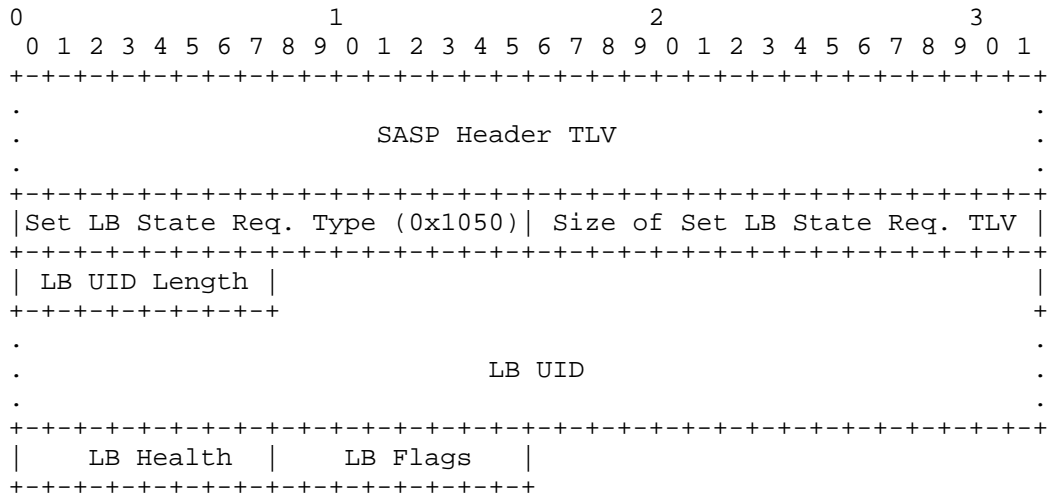 0                   1                   2                   3
 0 1 2 3 4 5 6 7 8 9 0 1 2 3 4 5 6 7 8 9 0 1 2 3 4 5 6 7 8 9 0 1
+-+-+-+-+-+-+-+-+-+-+-+-+-+-+-+-+-+-+-+-+-+-+-+-+-+-+-+-+-+-+-+-+
.                                                               .
.                      SASP Header TLV                          .
.                                                               .
+-+-+-+-+-+-+-+-+-+-+-+-+-+-+-+-+-+-+-+-+-+-+-+-+-+-+-+-+-+-+-+-+
|Set LB State Req. Type (0x1050)| Size of Set LB State Req. TLV |
+-+-+-+-+-+-+-+-+-+-+-+-+-+-+-+-+-+-+-+-+-+-+-+-+-+-+-+-+-+-+-+-+
| LB UID Length |                                               |
+-+-+-+-+-+-+-+-+                                               +
.                                                               .
.                             LB UID                            .
.                                                               .
+-+-+-+-+-+-+-+-+-+-+-+-+-+-+-+-+-+-+-+-+-+-+-+-+-+-+-+-+-+-+-+-+
|    LB Health  |    LB Flags   |
+-+-+-+-+-+-+-+-+-+-+-+-+-+-+-+-+